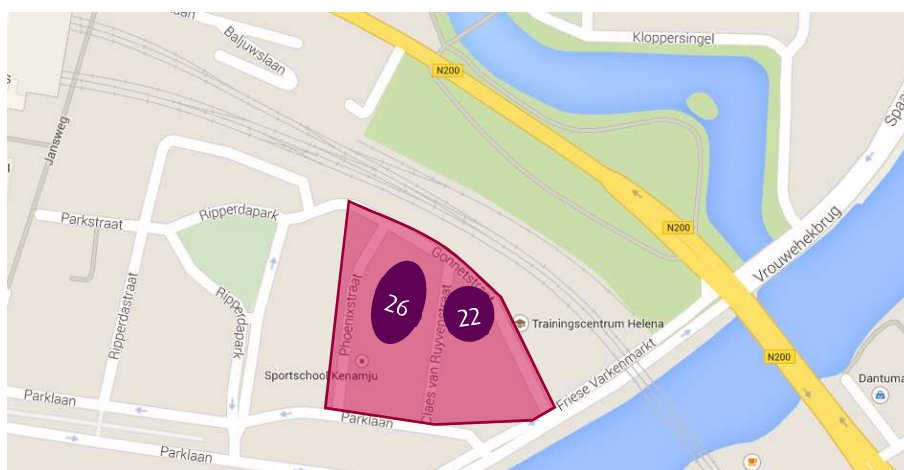 Baljuwslaan
Kloppersingel
N200
Jansweg
Spaa
Parkstraat
Ripperdapark
N200
Vrouwehekbrug
Gonnetstraat
Ripperdastraat
Ripperdapark
Phoenixstraat
26
Claes van Ruyvenstraat
22
Trainingscentrum Helena
N200
Sportschool Kenamju
Friese Varkenmarkt
Dantuma
Parklaan
Parklaan
Parklaan